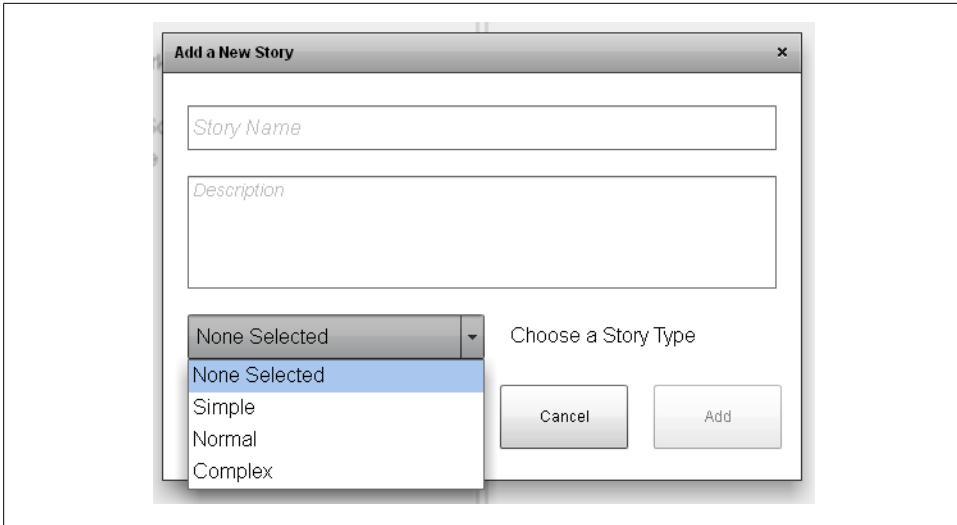 Add a New Story
×
Story Name
Description
None Selected
Choose a Story Type
None Selected
Simple
Normal
Complex
Cancel
Add